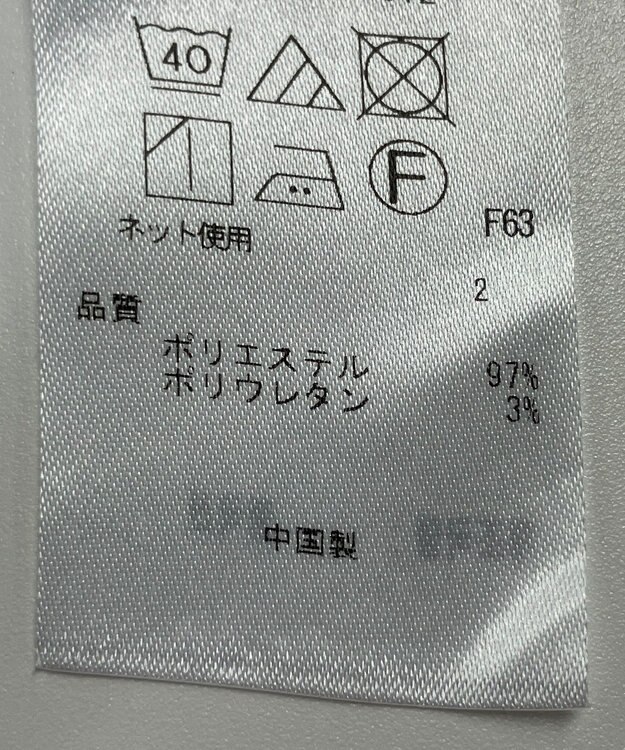 40
F
ネット使用
F63
2
品質
ポリエステル 97%
ポリウレタン 3%
中国製